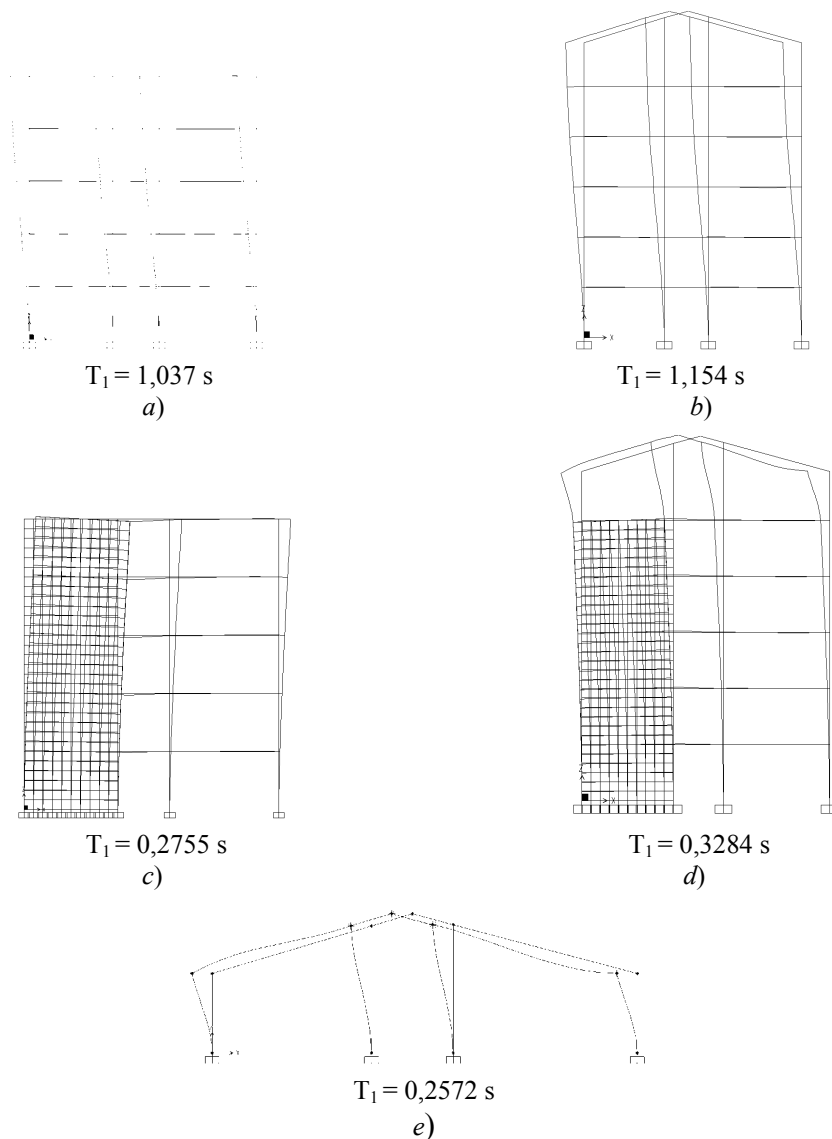 T₁ = 1,037 s
a)
Z
X
T₁ = 1,154 s
b)
T₁ = 0,2755 s
c)
Z
X
T₁ = 0,3284 s
d)
T₁ = 0,2572 s
e)